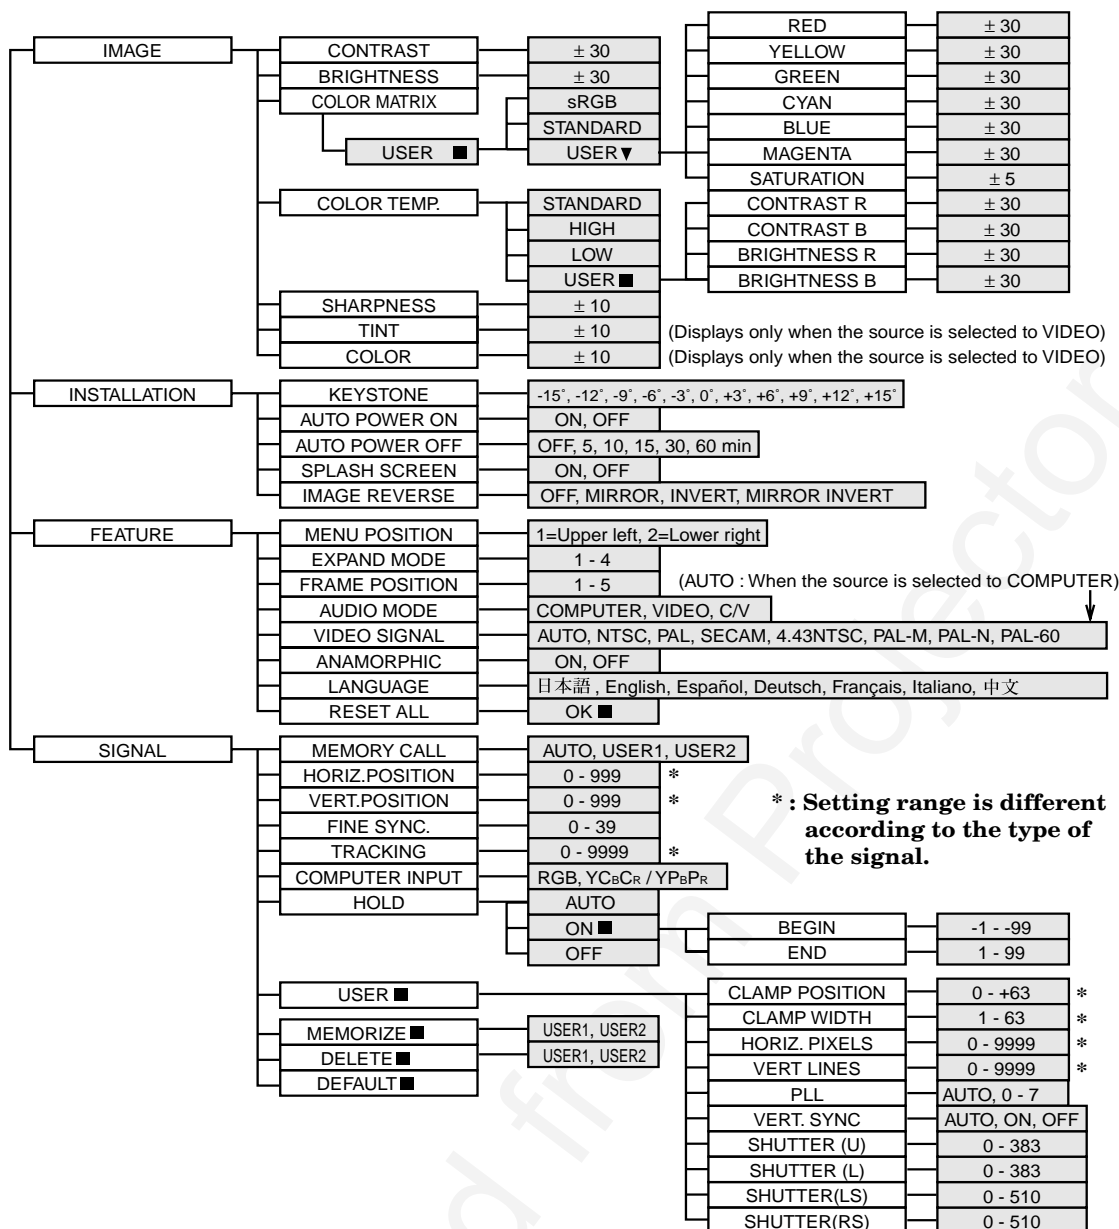 RED ± 30
IMAGE CONTRAST ± 30 YELLOW ± 30
BRIGHTNESS ± 30 GREEN ± 30
COLOR MATRIX sRGB CYAN ± 30
STANDARD BLUE ± 30
USER ■ USER▼ MAGENTA ± 30
SATURATION ± 5
COLOR TEMP. STANDARD CONTRAST R ± 30
HIGH CONTRAST B ± 30
LOW BRIGHTNESS R ± 30
USER■ BRIGHTNESS B ± 30
SHARPNESS ± 10
TINT ± 10 (Displays only when the source is selected to VIDEO)
COLOR ± 10 (Displays only when the source is selected to VIDEO)
INSTALLATION KEYSTONE -15°, -12°, -9°, -6°, -3°, 0°, +3°, +6°, +9°, +12°, +15°
AUTO POWER ON ON, OFF
AUTO POWER OFF OFF, 5, 10, 15, 30, 60 min
SPLASH SCREEN ON, OFF
IMAGE REVERSE OFF, MIRROR, INVERT, MIRROR INVERT
FEATURE MENU POSITION 1=Upper left, 2=Lower right
EXPAND MODE 1 - 4
FRAME POSITION 1 - 5 (AUTO : When the source is selected to COMPUTER)
AUDIO MODE COMPUTER, VIDEO, C/V
VIDEO SIGNAL AUTO, NTSC, PAL, SECAM, 4.43NTSC, PAL-M, PAL-N, PAL-60
ANAMORPHIC ON, OFF
LANGUAGE 日本語 , English, Español, Deutsch, Français, Italiano, 中文
RESET ALL OK ■
SIGNAL MEMORY CALL AUTO, USER1, USER2
HORIZ.POSITION 0 - 999 *
VERT.POSITION 0 - 999 *
FINE SYNC. 0 - 39
TRACKING 0 - 9999 *
COMPUTER INPUT RGB, YCBCR / YPBPR
HOLD AUTO
ON ■ BEGIN -1 - -99
OFF END 1 - 99
* : Setting range is different
according to the type of
the signal.
USER ■ CLAMP POSITION 0 - +63 *
CLAMP WIDTH 1 - 63 *
MEMORIZE■ USER1, USER2 HORIZ. PIXELS 0 - 9999 *
DELETE■ USER1, USER2 VERT LINES 0 - 9999 *
DEFAULT■ PLL AUTO, 0 - 7
VERT. SYNC AUTO, ON, OFF
SHUTTER (U) 0 - 383
SHUTTER (L) 0 - 383
SHUTTER(LS) 0 - 510
SHUTTER(RS) 0 - 510
d from Projector